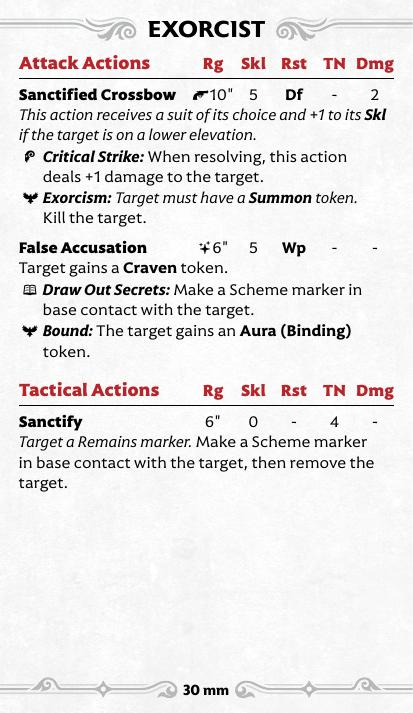 EXORCIST
Attack Actions Rg Skl Rst TN Dmg
Sanctified Crossbow 10" 5 Df - 2
This action receives a suit of its choice and +1 to its Skl
if the target is on a lower elevation.
Critical Strike: When resolving, this action
deals +1 damage to the target.
Exorcism: Target must have a Summon token.
Kill the target.
False Accusation 6" 5 Wp - -
Target gains a Craven token.
Draw Out Secrets: Make a Scheme marker in
base contact with the target.
Bound: The target gains an Aura (Binding)
token.
Tactical Actions Rg Skl Rst TN Dmg
Sanctify 6" 0 - 4 -
Target a Remains marker. Make a Scheme marker
in base contact with the target, then remove the
target.
30 mm